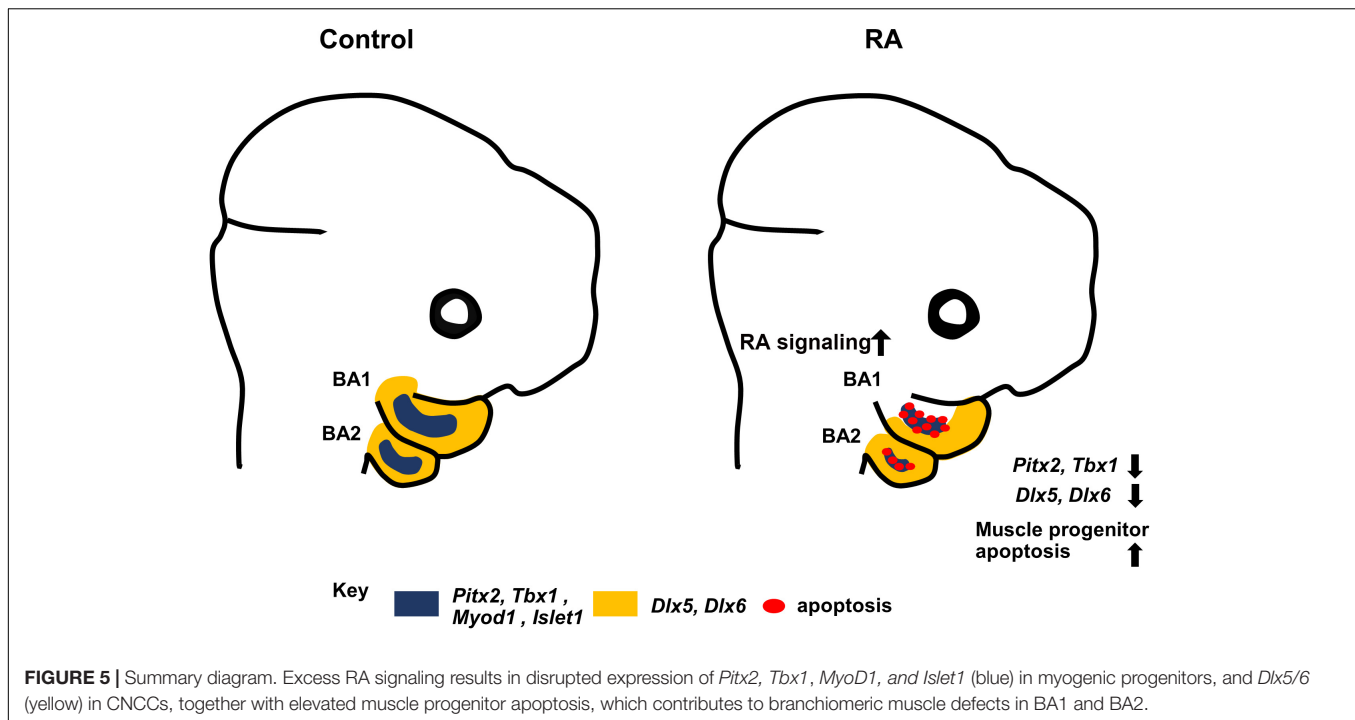 Control
RA
RA signaling
BA1
BA2
BA1
BA2
Pitx2, Tbx1
Dlx5, Dlx6
Muscle progenitor
apoptosis
Key
Pitx2, Tbx1 ,
Myod1 , Islet1
Dlx5, Dlx6
apoptosis
FIGURE 5 | Summary diagram. Excess RA signaling results in disrupted expression of Pitx2, Tbx1, MyoD1, and Islet1 (blue) in myogenic progenitors, and Dlx5/6
(yellow) in CNCCs, together with elevated muscle progenitor apoptosis, which contributes to branchiomeric muscle defects in BA1 and BA2.